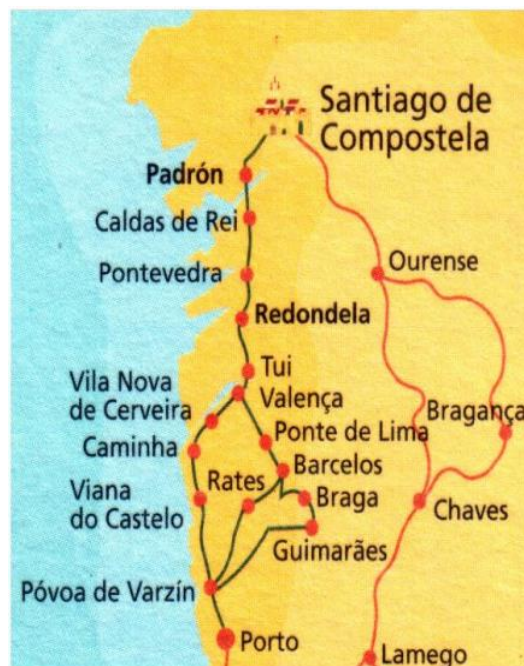 Santiago de
Compostela
Padrón
Caldas de Rei
Pontevedra
Ourense
Redondela
Tui
Vila Nova
de Cerveira
Valença
Bragança
Caminha
Ponte de Lima
Barcelos
Rates
Viana
do Castelo
Braga
Chaves
Guimarães
Póvoa de Varzín
Porto
Lamego